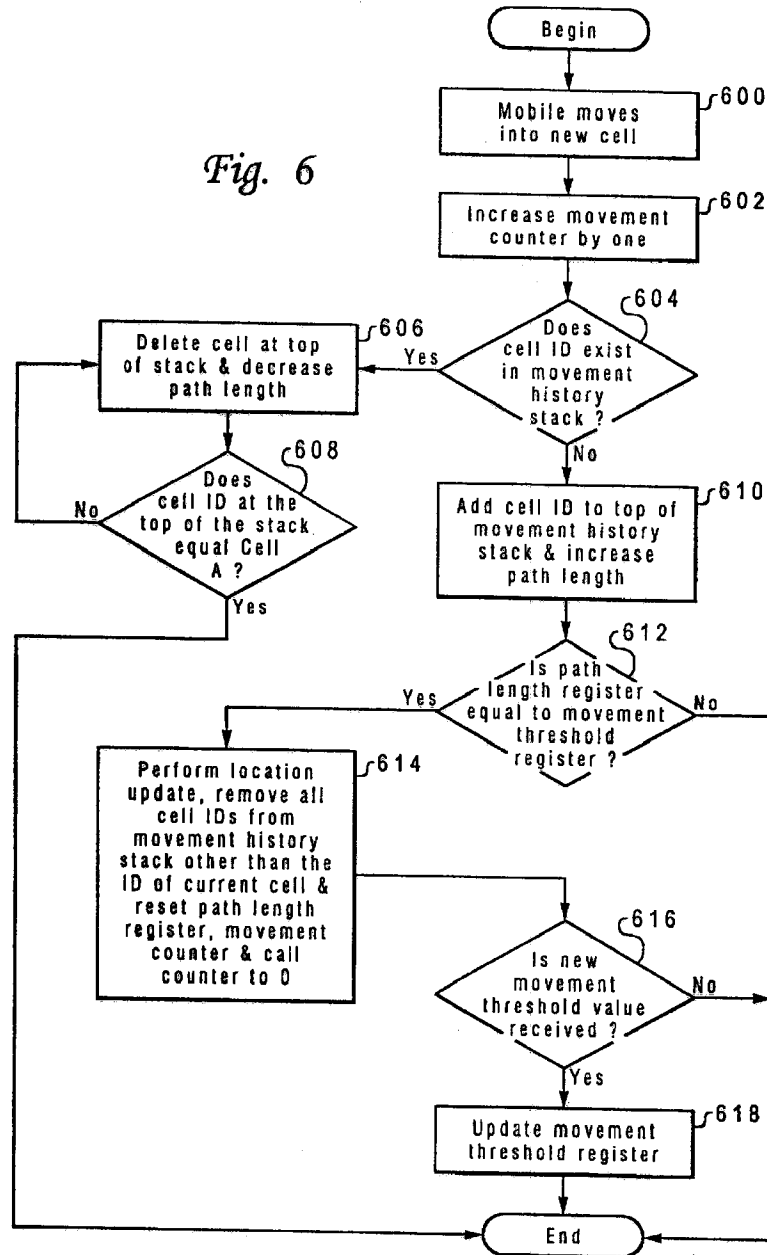 Begin
600
Mobile moves
into new cell
Fig. 6
602
Increase movement
counter by one
604
Does
cell ID exist
in movement
history
stack ?
Yes
No
606
Delete cell at top
of stack & decrease
path length
608
Does
cell ID at the
top of the stack
equal Cell
A ?
No
Yes
610
Add cell ID to top of
movement history
stack & increase
path length
612
Is path
length register
equal to movement
threshold
register ?
Yes
No
614
Perform location
update, remove all
cell IDs from
movement history
stack other than the
ID of current cell &
reset path length
register, movement
counter & call
counter to 0
616
Is new
movement
threshold value
received ?
No
Yes
618
Update movement
threshold register
End